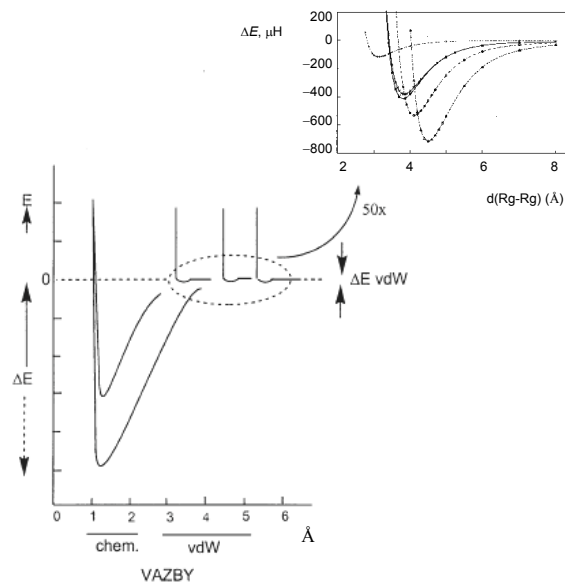 ΔE, μH
200
0
−200
−400
−600
−800
2 4 6 8
d(Rg-Rg) (Å)
E
50x
0
ΔE vdW
ΔE
0 1 2 3 4 5 6
Å
chem. vdW
VAZBY